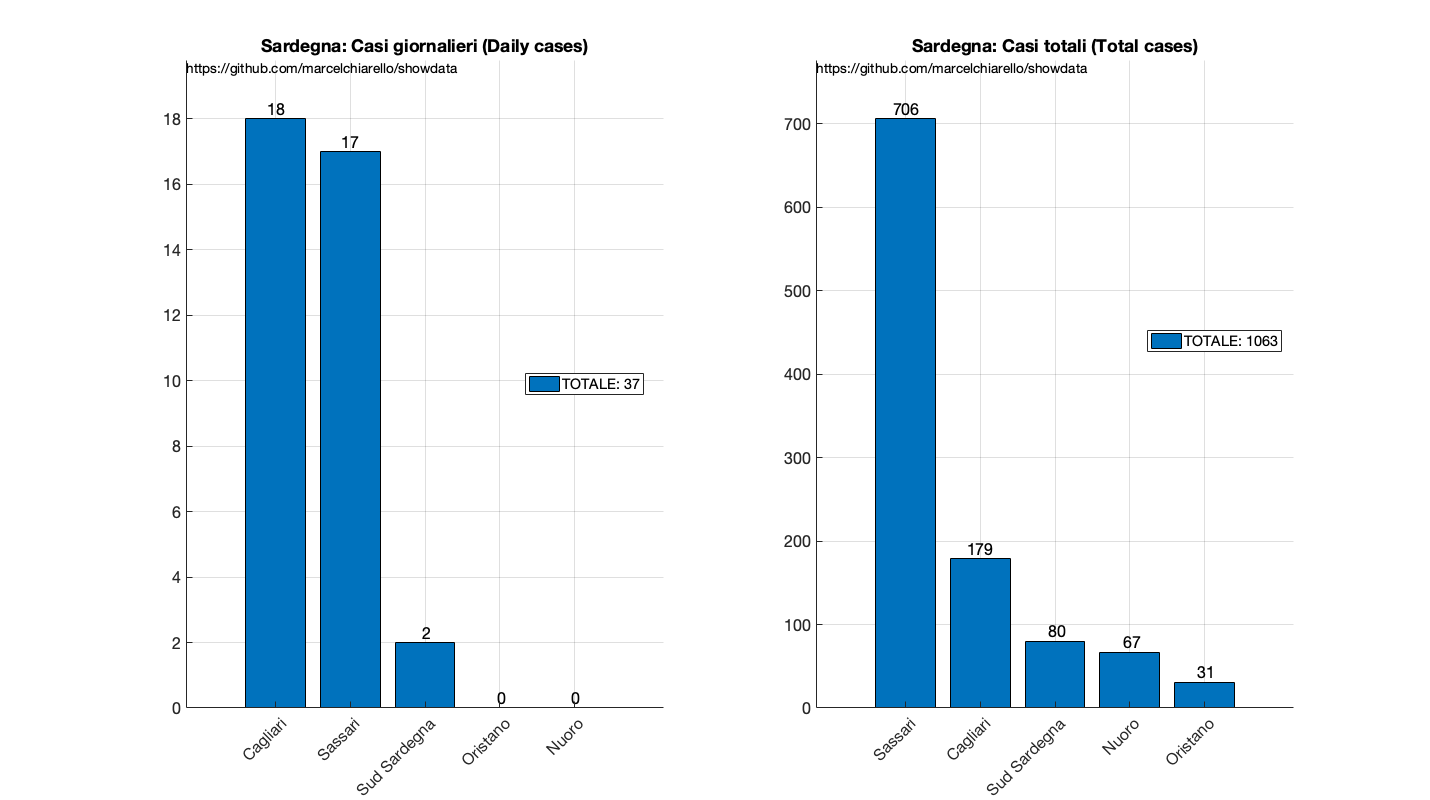 Sardegna: Casi giornalieri (Daily cases)
https://github.com/marcelchiarello/showdata
18
16
14
12
10
8
6
4
2
0
18
17
2
0
0
TOTALE: 37
Cagliari
Sassari
Sud Sardegna
Oristano
Nuoro
Sardegna: Casi totali (Total cases)
https://github.com/marcelchiarello/showdata
700
600
500
400
300
200
100
0
706
179
80
67
31
TOTALE: 1063
Sassari
Cagliari
Sud Sardegna
Nuoro
Oristano